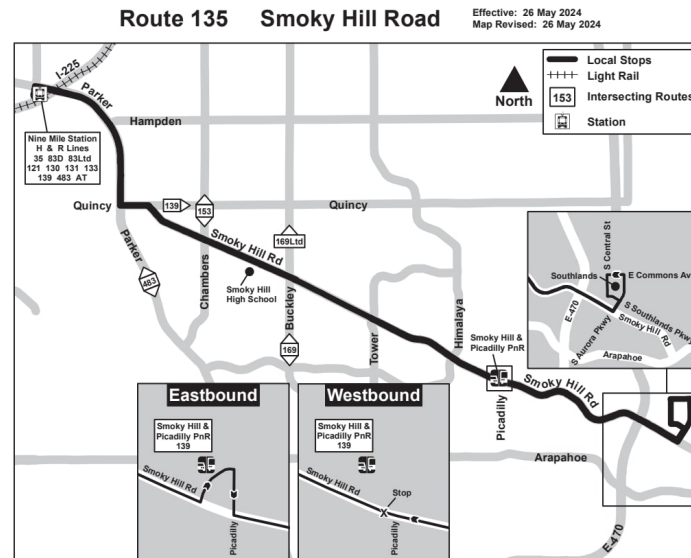 Route 135 Smoky Hill Road
Effective: 26 May 2024
Map Revised: 26 May 2024
I-225
Parker
Local Stops
Light Rail
153 Intersecting Routes
Station
North
Hampden
Nine Mile Station
H & R Lines
35 83D 83Ltd
121 130 131 133
139 483 AT
Quincy
139
153
Quincy
Smoky Hill Rd
169Ltd
Parker
483
Chambers
Smoky Hill
High School
Buckley
169
Tower
Himalaya
Smoky Hill &
Picadilly PnR
Picadilly
Smoky Hill Rd
Arapahoe
E-470
S Central St
Southlands
E Commons Av
E-470
S Aurora Pkwy
S Southlands Pkwy
Smoky Hill Rd
Arapahoe
Eastbound
Smoky Hill &
Picadilly PnR
139
Smoky Hill Rd
Picadilly
Westbound
Smoky Hill &
Picadilly PnR
139
Smoky Hill Rd
Stop
X
Picadilly